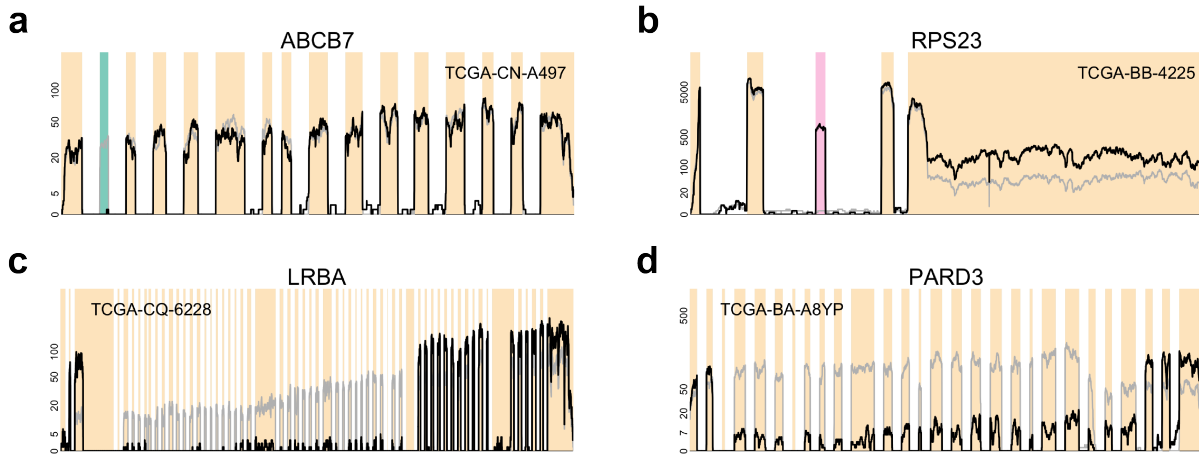 a
ABCB7
TCGA-CN-A497
100
50
20
5
0
b
RPS23
TCGA-BB-4225
5000
500
100
20
0
c
LRBA
TCGA-CQ-6228
100
20
5
0
d
PARD3
TCGA-BA-A8YP
500
50
20
7
0